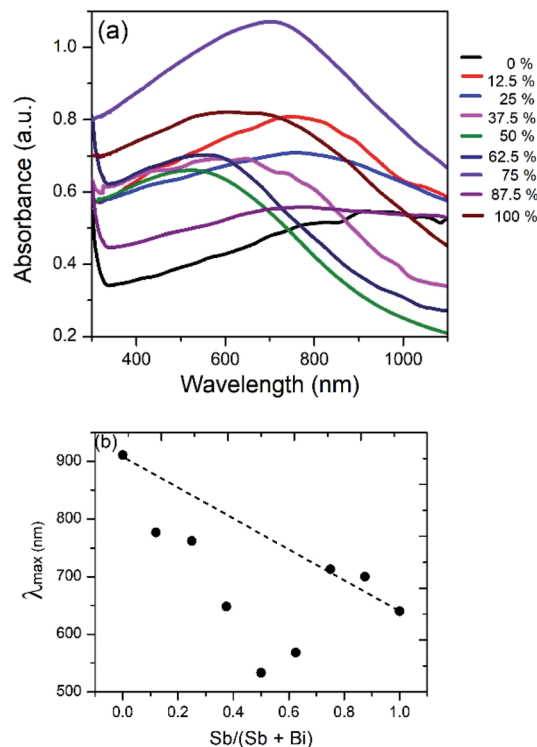 (a)
1.0
0.8
0.6
0.4
0.2
Absorbance (a.u.)
400 600 800 1000
Wavelength (nm)
0 %
12.5 %
25 %
37.5 %
50 %
62.5 %
75 %
87.5 %
100 %
(b)
900
800
700
600
500
λmax (nm)
0.0 0.2 0.4 0.6 0.8 1.0
Sb/(Sb + Bi)